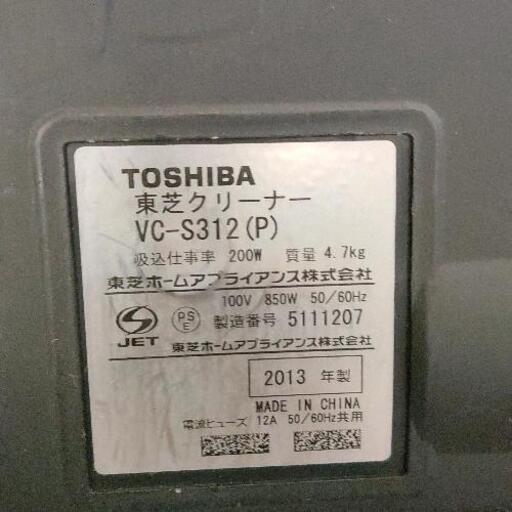 TOSHIBA
東芝クリーナー
VC-S312(P)
吸込仕事率 200W 質量 4.7kg
東芝ホームアプライアンス株式会社
100V 850W 50/60Hz
PS
E
製造番号 5111207
JET
東芝ホームアプライアンス株式会社
2013 年製
MADE IN CHINA
電流ヒューズ 12A 50/60Hz共用